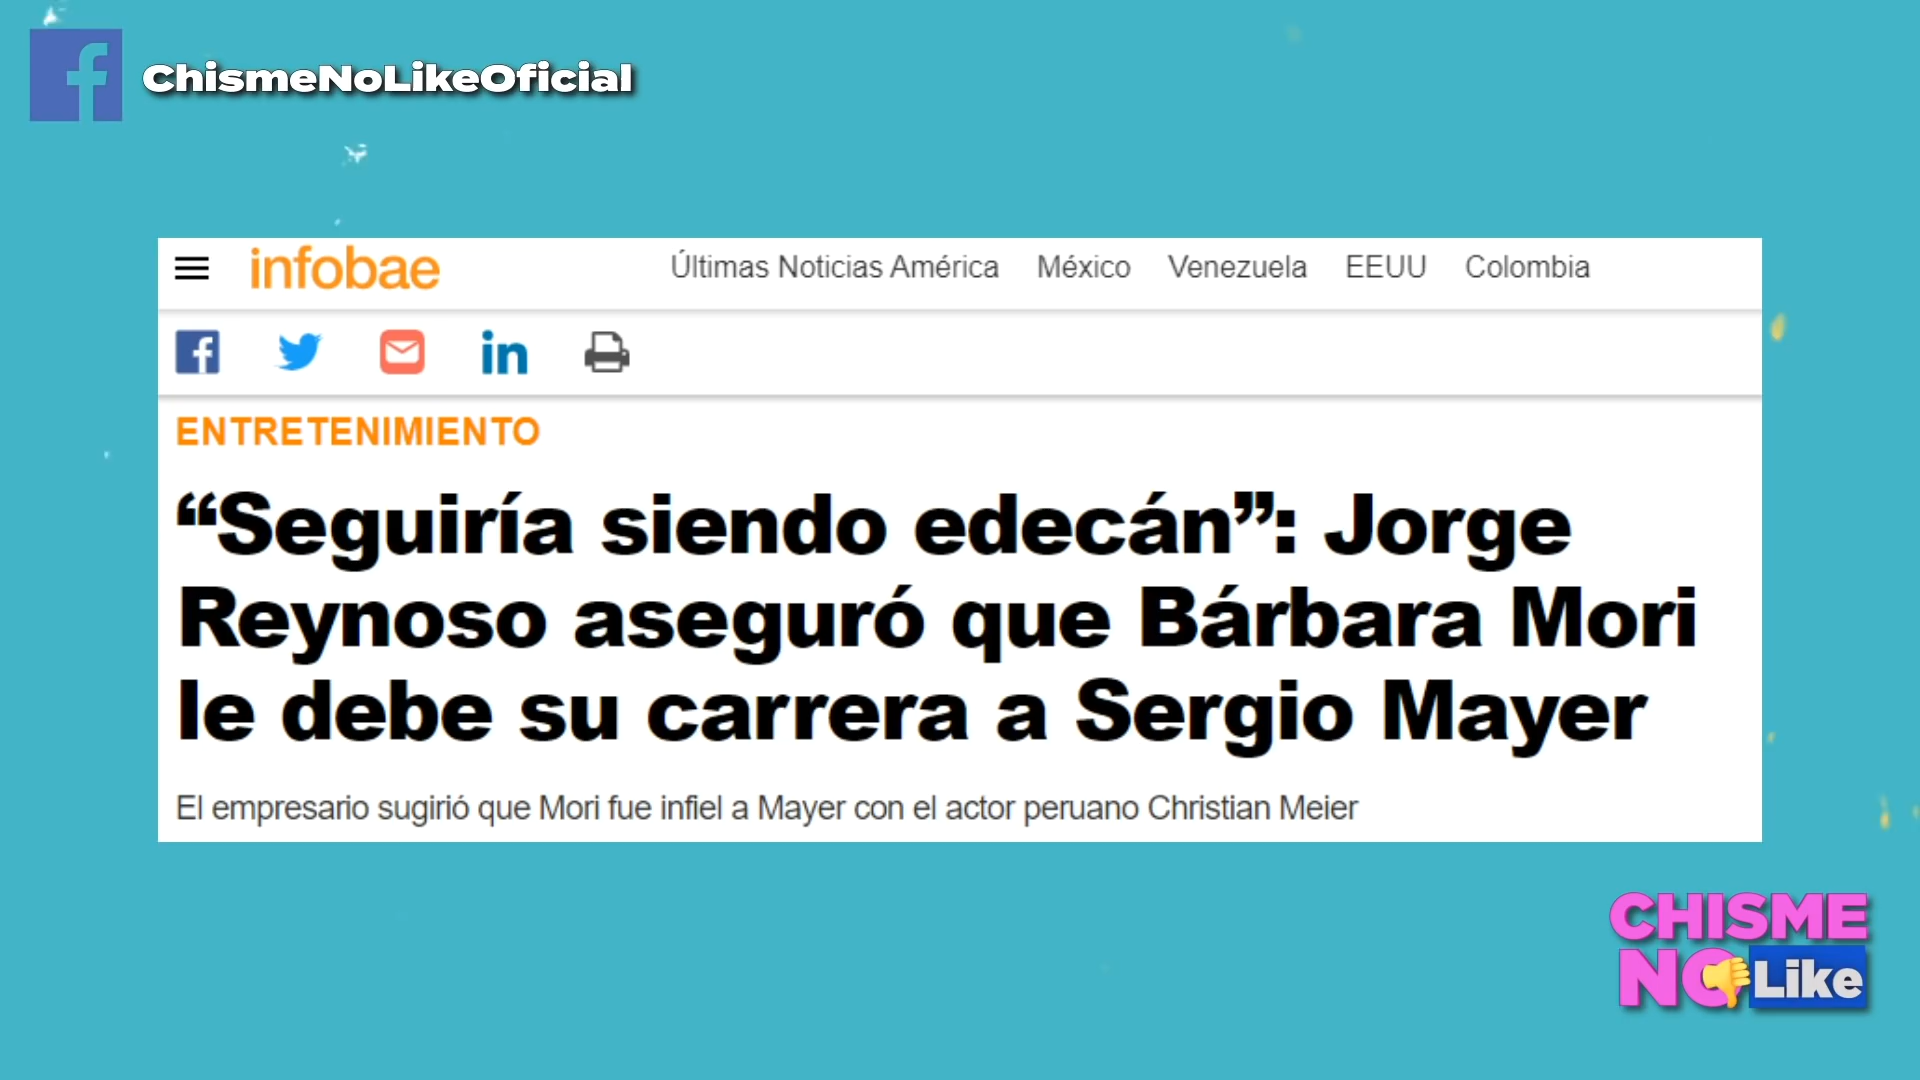 ChismeNoLikeOficial
infobae
Últimas Noticias América México Venezuela EEUU Colombia
ENTRETENIMIENTO
“Seguiría siendo edecán”: Jorge
Reynoso aseguró que Bárbara Mori
le debe su carrera a Sergio Mayer
El empresario sugirió que Mori fue infiel a Mayer con el actor peruano Christian Meier
CHISME
NO Like